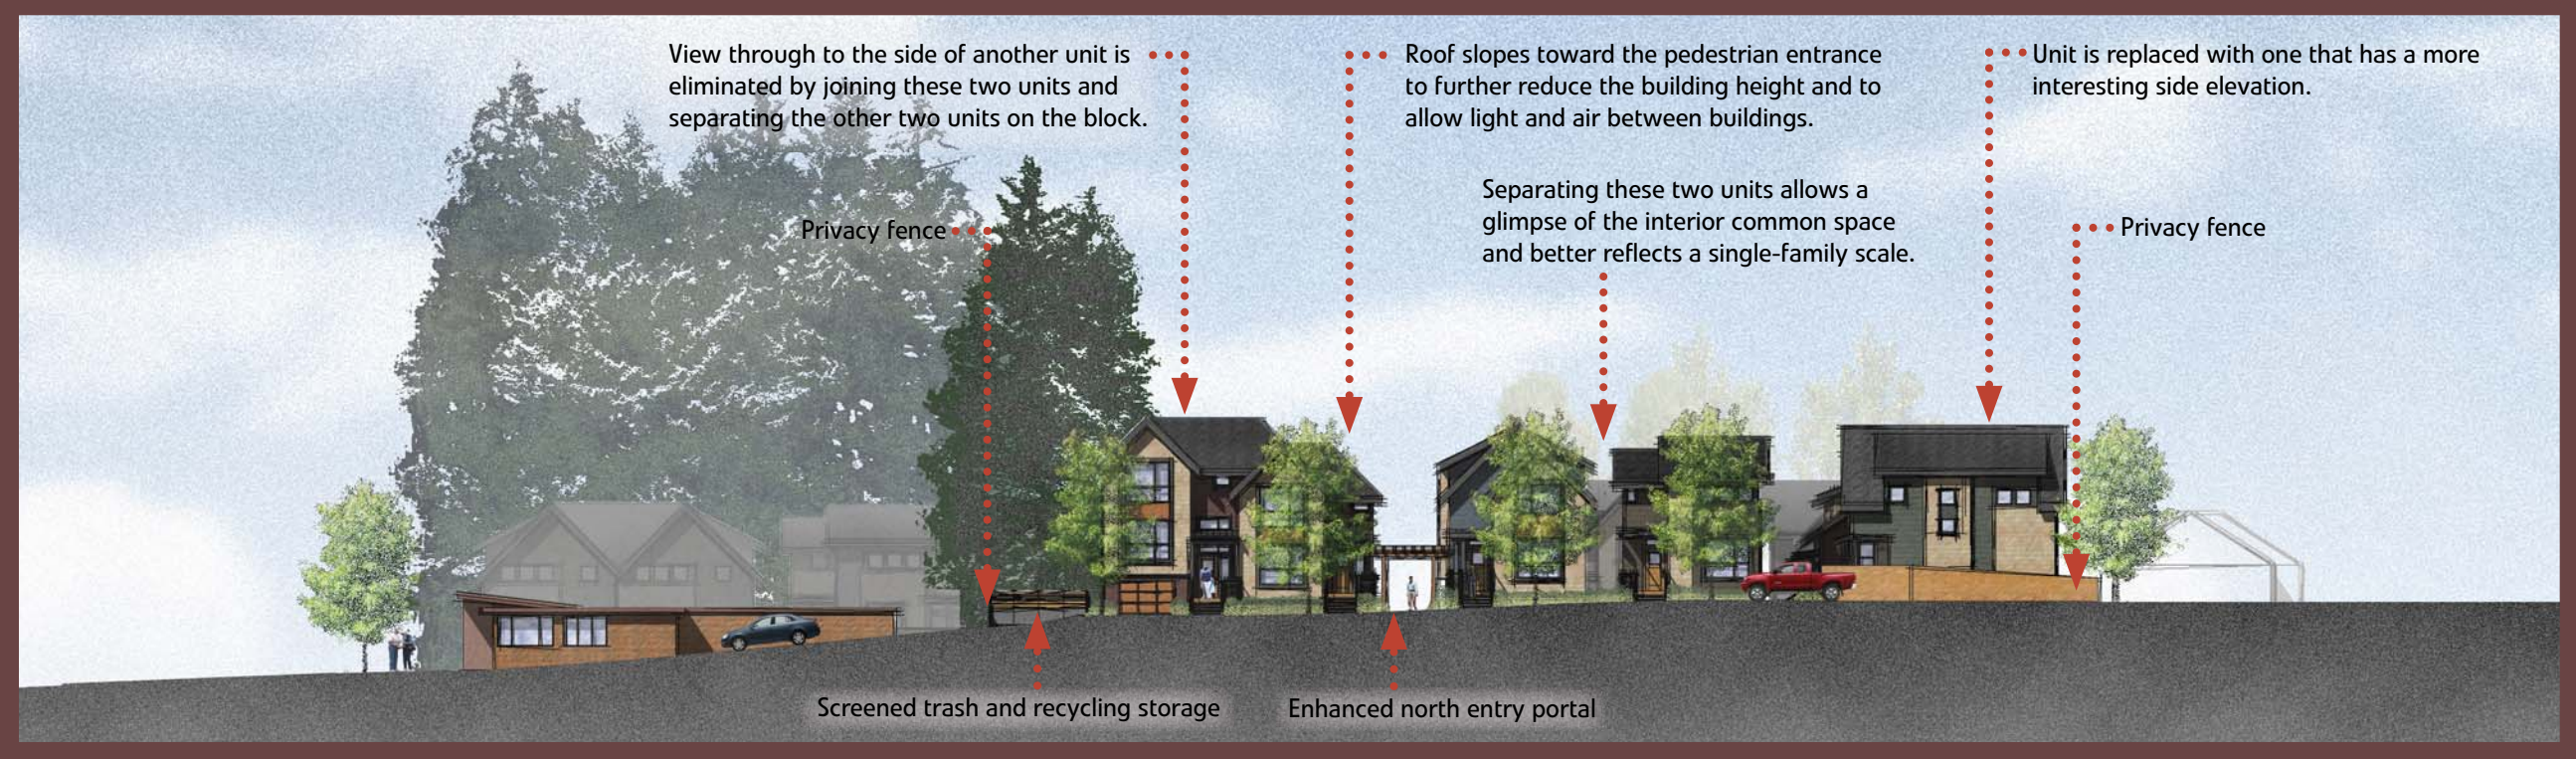 View through to the side of another unit is
eliminated by joining these two units and
separating the other two units on the block.
Roof slopes toward the pedestrian entrance
to further reduce the building height and to
allow light and air between buildings.
Unit is replaced with one that has a more
interesting side elevation.
Separating these two units allows a
glimpse of the interior common space
and better reflects a single-family scale.
Privacy fence
Privacy fence
Screened trash and recycling storage
Enhanced north entry portal